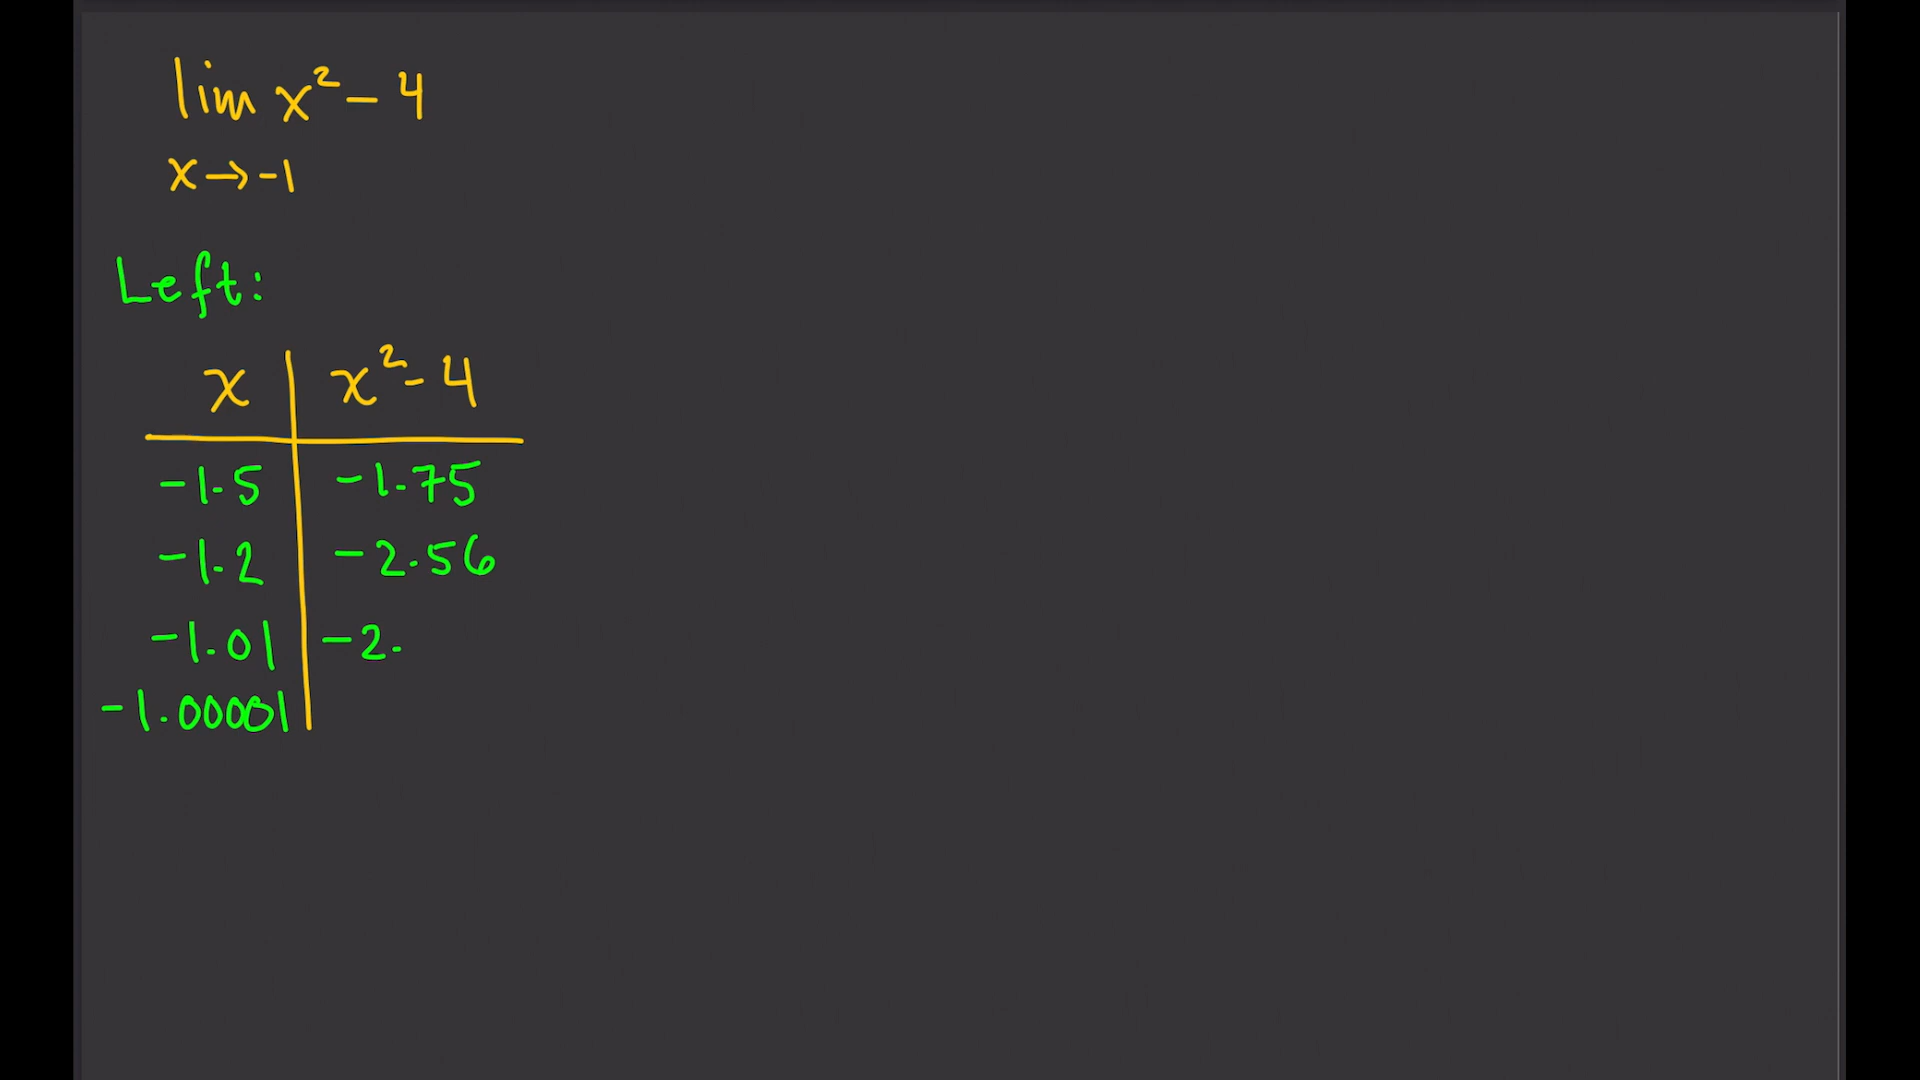 lim x² - 4
x → -1
Left:
x x² - 4
-1.5 -1.75
-1.2 -2.56
-1.01 -2.
-1.00001